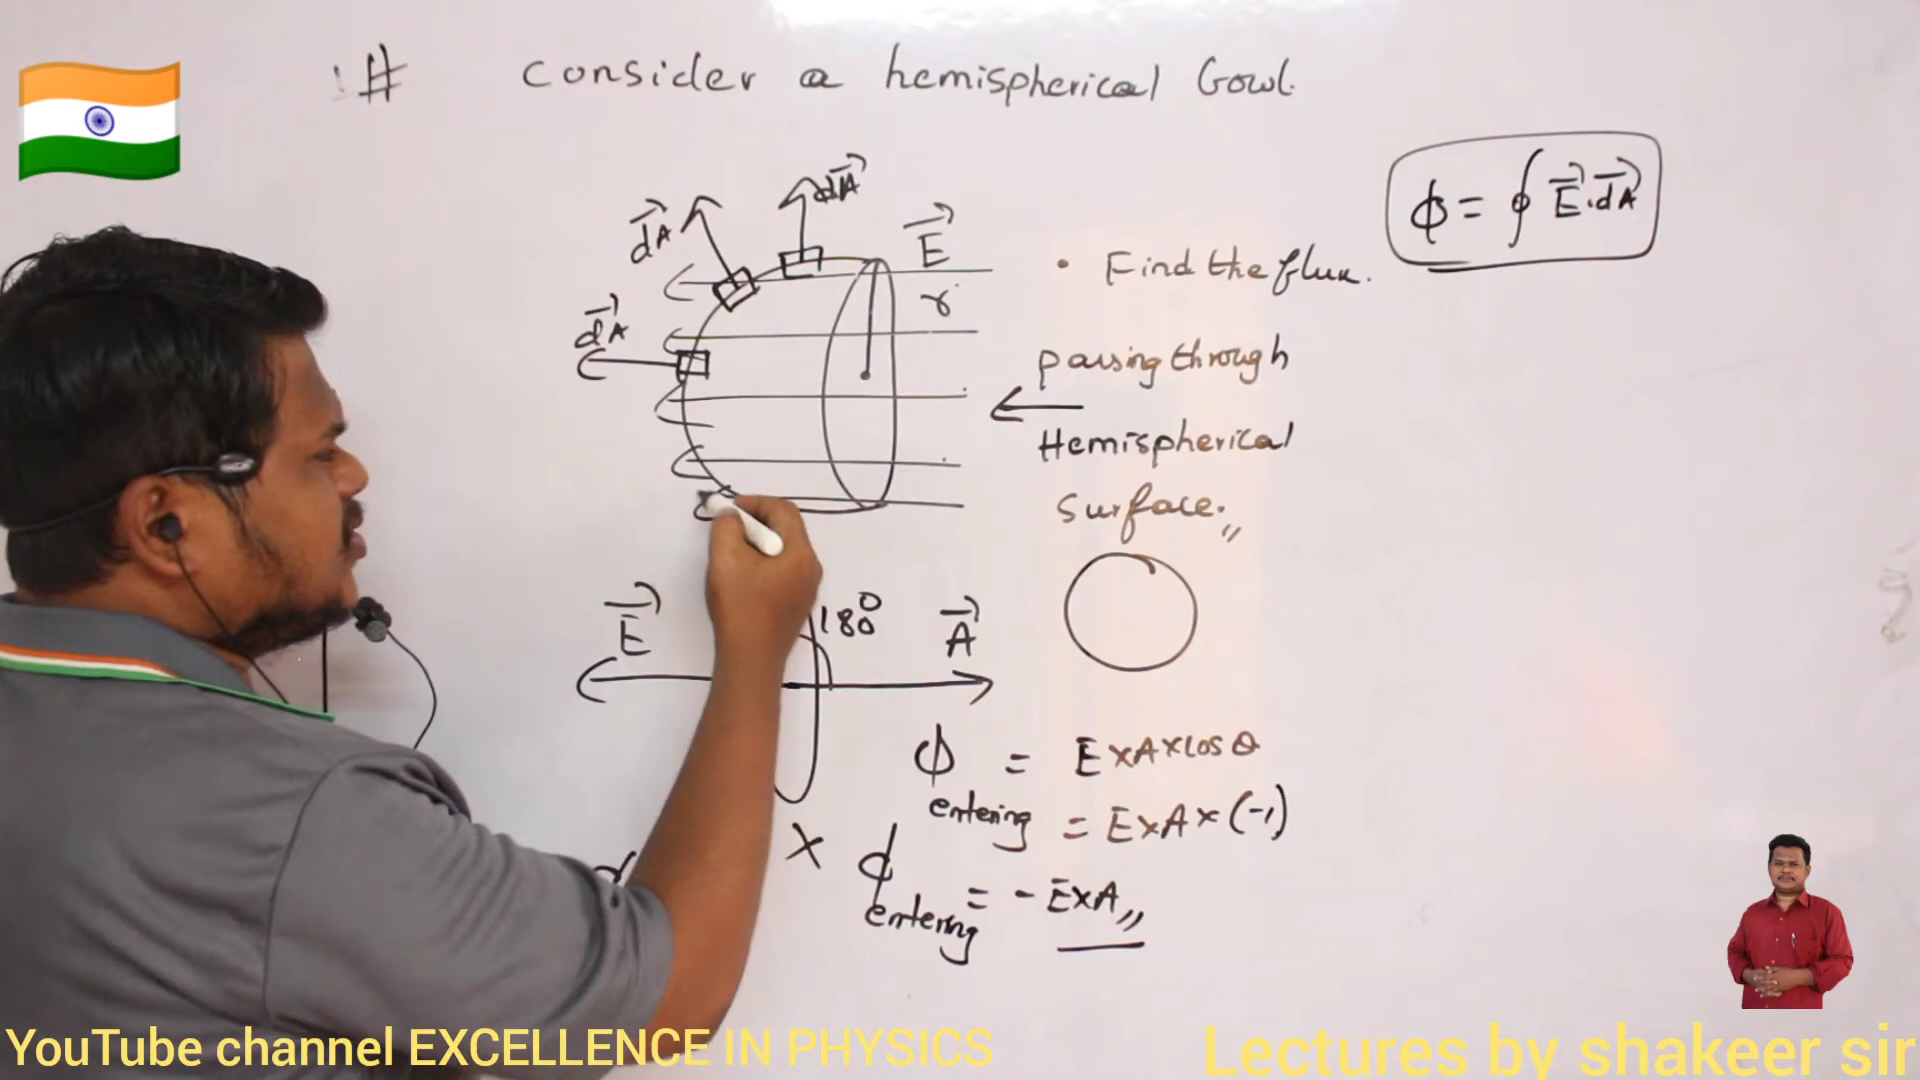 # Consider a hemispherical bowl.
ϕ = ∮ E⃗.dA⃗
dA⃗
dA⃗
dA⃗
E⃗
r
• Find the flux.
passing through
Hemispherical
surface.,,
E⃗
180°
A⃗
ϕ entering = E×A×cos θ
= E×A×(-1)
× ϕ entering = - E×A,,
YouTube channel EXCELLENCE IN PHYSICS
Lectures by shakeer sir